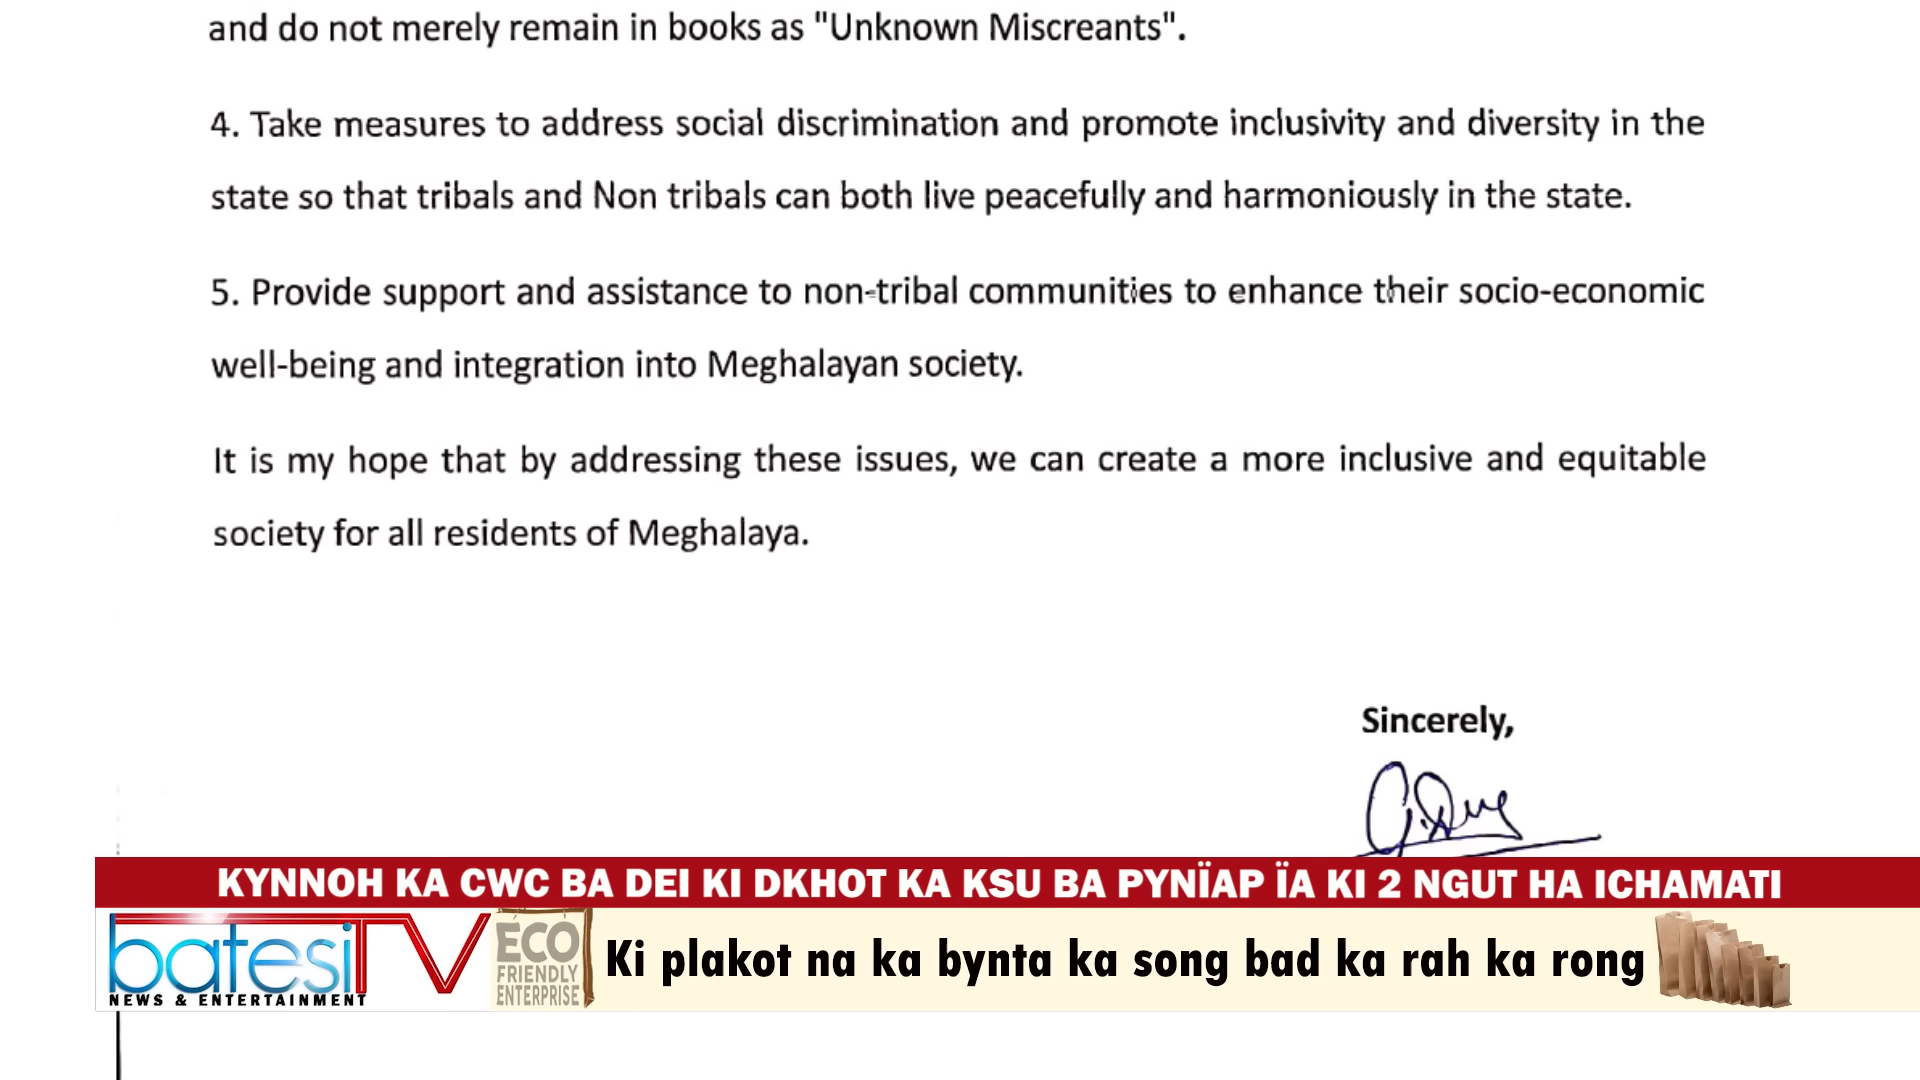 and do not merely remain in books as "Unknown Miscreants".
4. Take measures to address social discrimination and promote inclusivity and diversity in the
state so that tribals and Non tribals can both live peacefully and harmoniously in the state.
5. Provide support and assistance to non-tribal communities to enhance their socio-economic
well-being and integration into Meghalayan society.
It is my hope that by addressing these issues, we can create a more inclusive and equitable
society for all residents of Meghalaya.
Sincerely,
KYNNOH KA CWC BA DEI KI DKHOT KA KSU BA PYNÏAP ÏA KI 2 NGUT HA ICHAMATI
batesi TV
NEWS & ENTERTAINMENT
ECO
FRIENDLY
ENTERPRISE
Ki plakot na ka bynta ka song bad ka rah ka rong